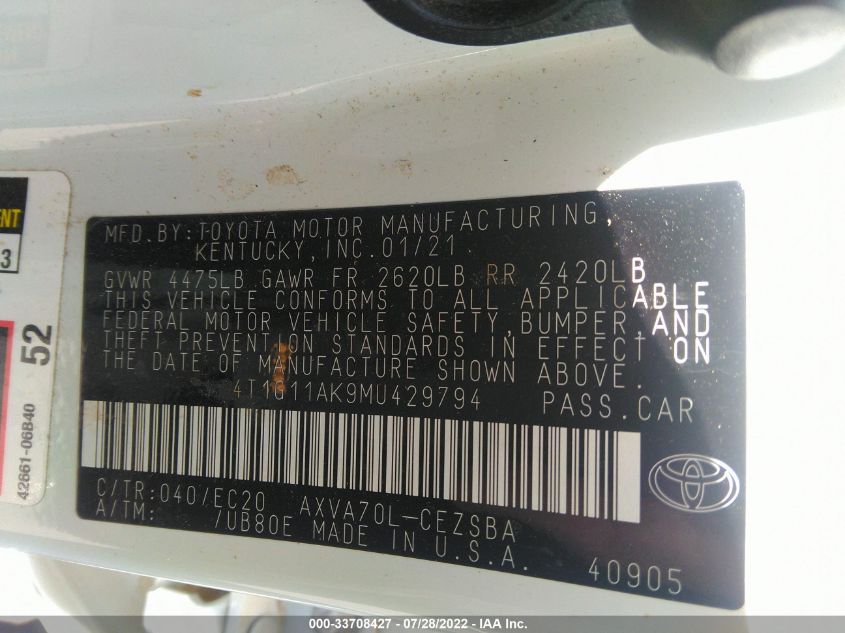 ENT
3
52
42661-06B40
MFD.BY:TOYOTA MOTOR MANUFACTURING,
KENTUCKY,INC.01/21
GVWR 4475LB GAWR FR 2620LB RR 2420LB
THIS VEHICLE CONFORMS TO ALL APPLICABLE
FEDERAL MOTOR VEHICLE SAFETY,BUMPER,AND
THEFT PREVENTION STANDARDS IN EFFECT ON
THE DATE OF MANUFACTURE SHOWN ABOVE.
4T1G11AK9MU429794 PASS.CAR
C/TR:040/EC20 AXVA70L-CEZSBA
A/TM: /UB80E MADE IN U.S.A.
40905
000-33708427 - 07/28/2022 - IAA Inc.